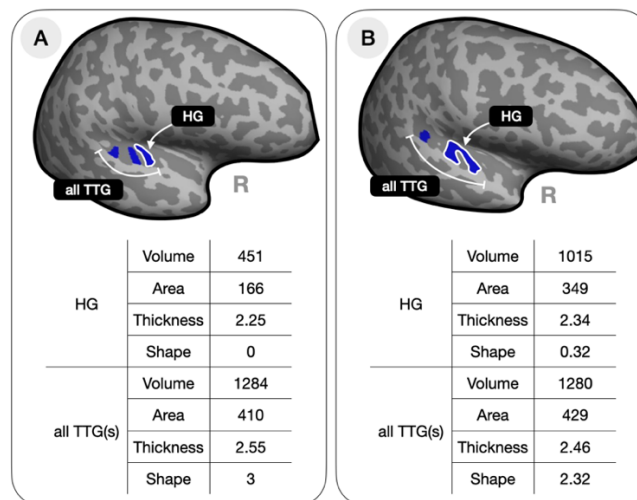 A
HG
all TTG
R
HG
Volume 451
Area 166
Thickness 2.25
Shape 0
all TTG(s)
Volume 1284
Area 410
Thickness 2.55
Shape 3
B
HG
all TTG
R
HG
Volume 1015
Area 349
Thickness 2.34
Shape 0.32
all TTG(s)
Volume 1280
Area 429
Thickness 2.46
Shape 2.32